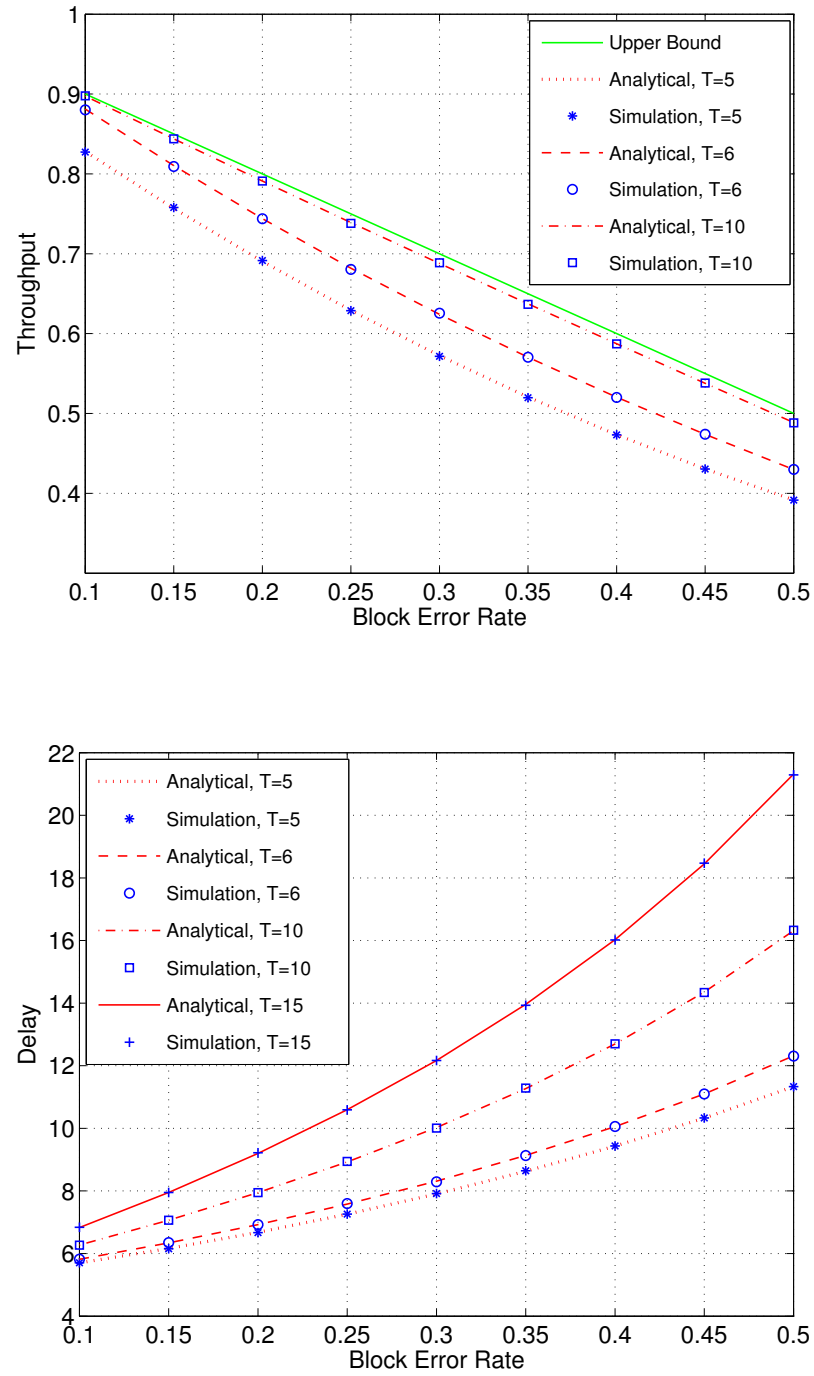 1
0.9
0.8
0.7
0.6
0.5
0.4
Throughput
Upper Bound
Analytical, T=5
Simulation, T=5
Analytical, T=6
Simulation, T=6
Analytical, T=10
Simulation, T=10
0.1 0.15 0.2 0.25 0.3 0.35 0.4 0.45 0.5
Block Error Rate
22
20
18
16
14
12
10
8
6
4
Delay
Analytical, T=5
Simulation, T=5
Analytical, T=6
Simulation, T=6
Analytical, T=10
Simulation, T=10
Analytical, T=15
Simulation, T=15
0.1 0.15 0.2 0.25 0.3 0.35 0.4 0.45 0.5
Block Error Rate